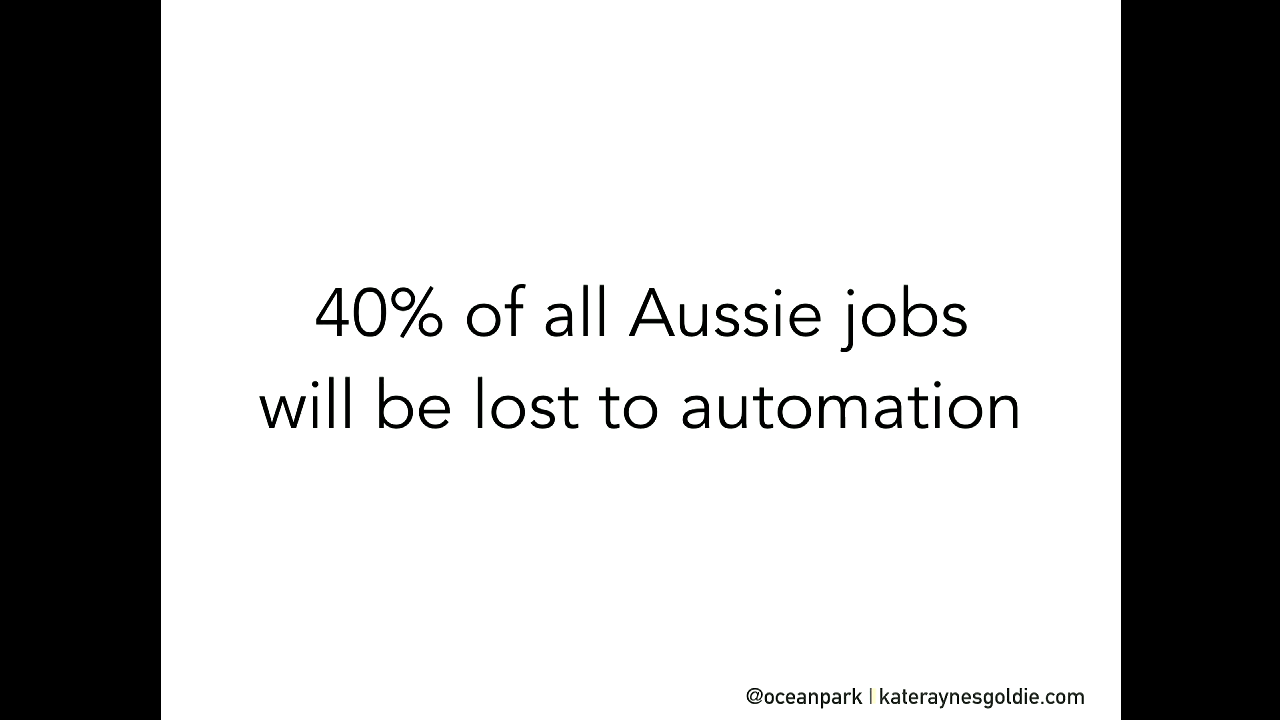 40% of all Aussie jobs
will be lost to automation
@oceanpark | kateraynesgoldie.com